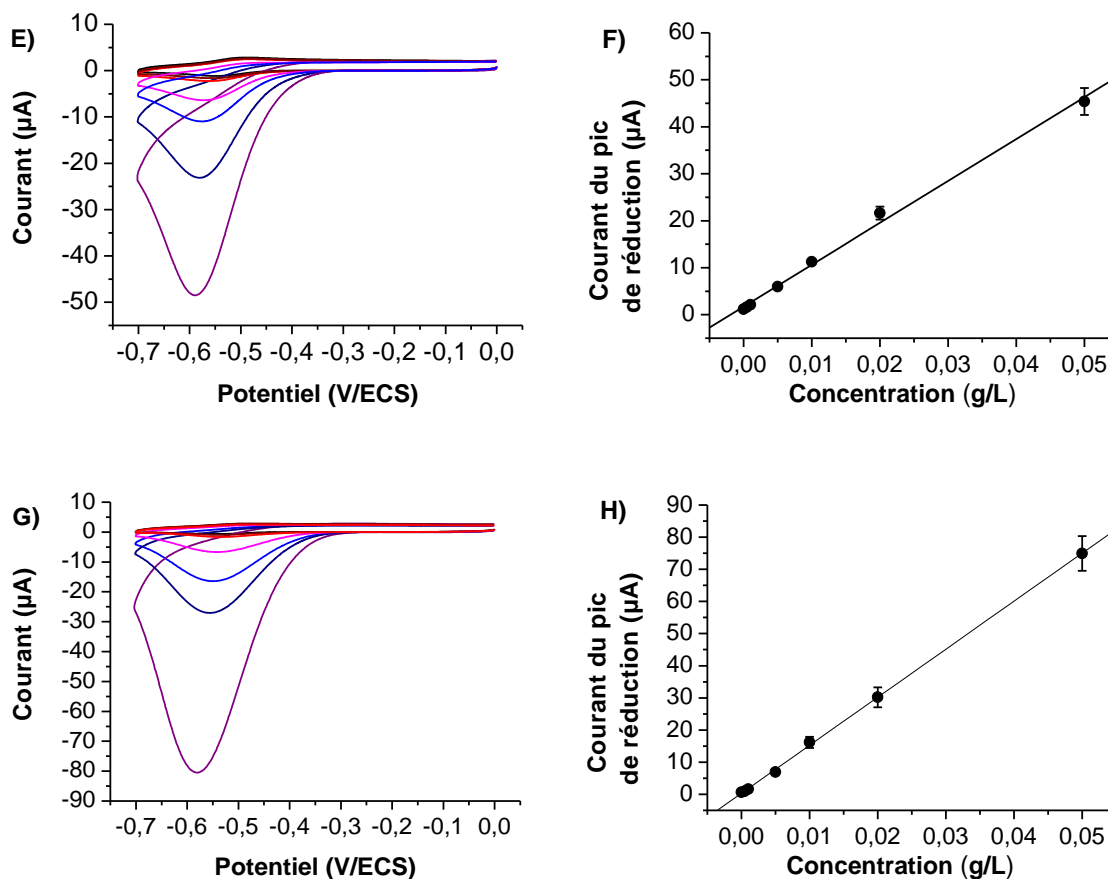 E)
10
0
-10
-20
-30
-40
-50
Courant (µA)
-0,7 -0,6 -0,5 -0,4 -0,3 -0,2 -0,1 0,0
Potentiel (V/ECS)
F)
60
50
40
30
20
10
0
Courant du pic
de réduction (µA)
0,00 0,01 0,02 0,03 0,04 0,05
Concentration (g/L)
G)
10
0
-10
-20
-30
-40
-50
-60
-70
-80
-90
Courant (µA)
-0,7 -0,6 -0,5 -0,4 -0,3 -0,2 -0,1 0,0
Potentiel (V/ECS)
H)
90
80
70
60
50
40
30
20
10
0
Courant du pic
de réduction (µA)
0,00 0,01 0,02 0,03 0,04 0,05
Concentration (g/L)